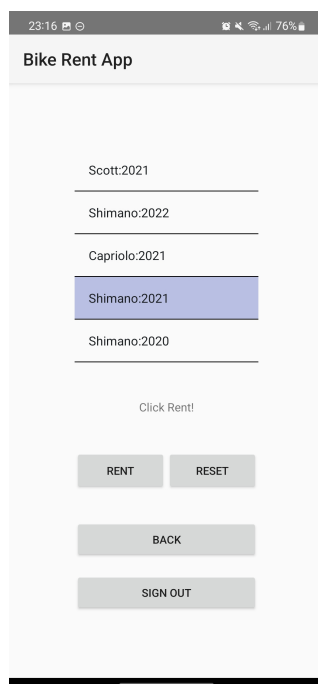 23:16 76%
Bike Rent App
Scott:2021
Shimano:2022
Capriolo:2021
Shimano:2021
Shimano:2020
Click Rent!
RENT RESET
BACK
SIGN OUT